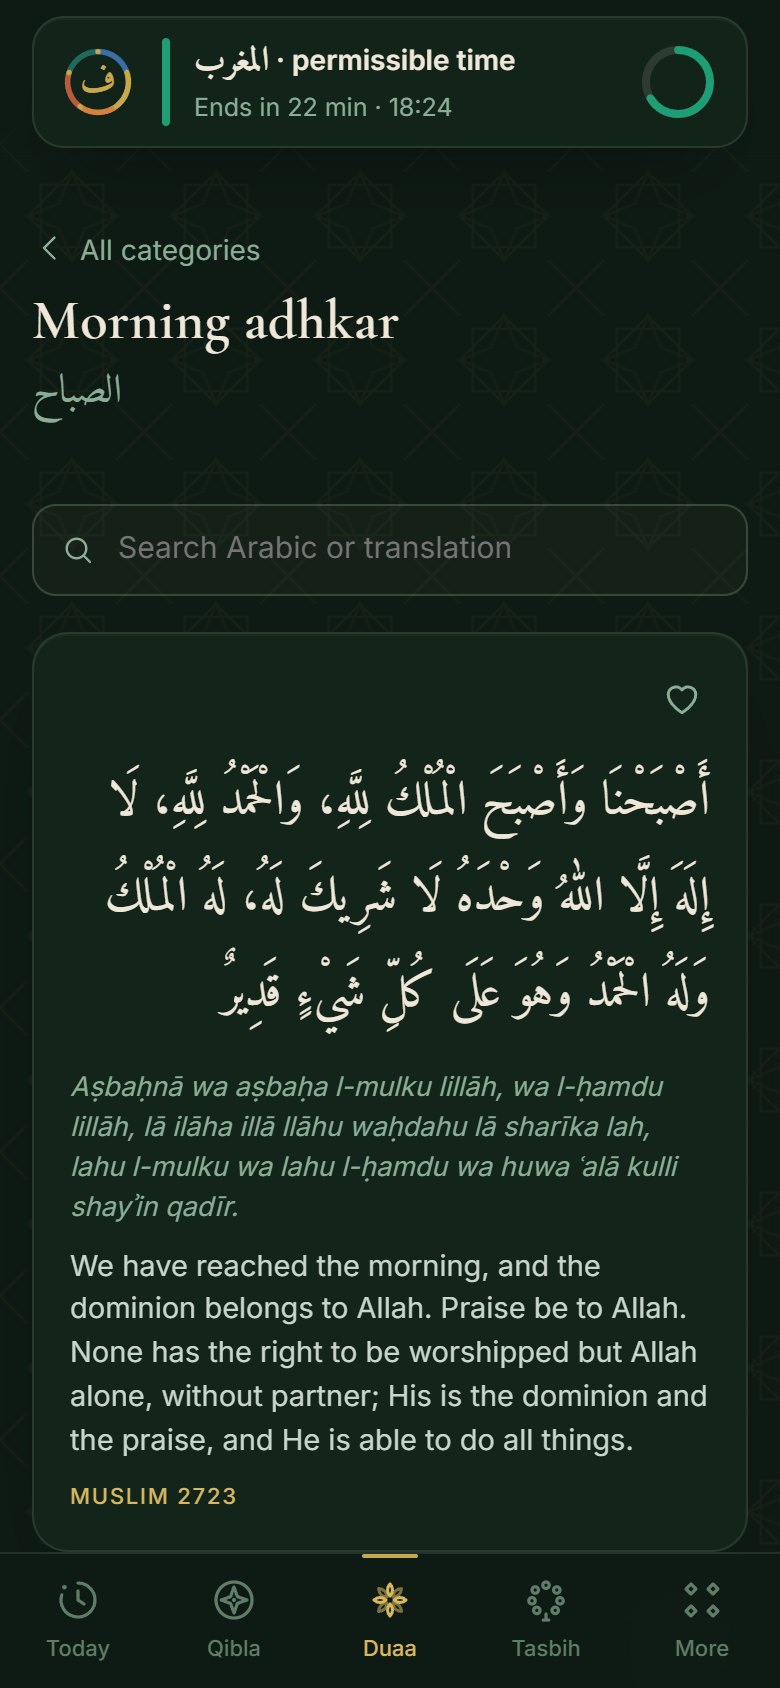 ف
المغرب · permissible time
Ends in 22 min · 18:24
All categories
Morning adhkar
الصباح
Search Arabic or translation
أَصْبَحْنَا وَأَصْبَحَ الْمُلْكُ لِلَّهِ، وَالْحَمْدُ لِلَّهِ، لَا
إِلَهَ إِلَّا اللهُ وَحْدَهُ لَا شَرِيكَ لَهُ، لَهُ الْمُلْكُ
وَلَهُ الْحَمْدُ وَهُوَ عَلَى كُلِّ شَيْءٍ قَدِيرٌ
Aṣbaḥnā wa aṣbaḥa l-mulku lillāh, wa l-ḥamdu
lillāh, lā ilāha illā llāhu waḥdahu lā sharīka lah,
lahu l-mulku wa lahu l-ḥamdu wa huwa ʿalā kulli
shayʾin qadīr.
We have reached the morning, and the
dominion belongs to Allah. Praise be to Allah.
None has the right to be worshipped but Allah
alone, without partner; His is the dominion and
the praise, and He is able to do all things.
MUSLIM 2723
Today
Qibla
Duaa
Tasbih
More